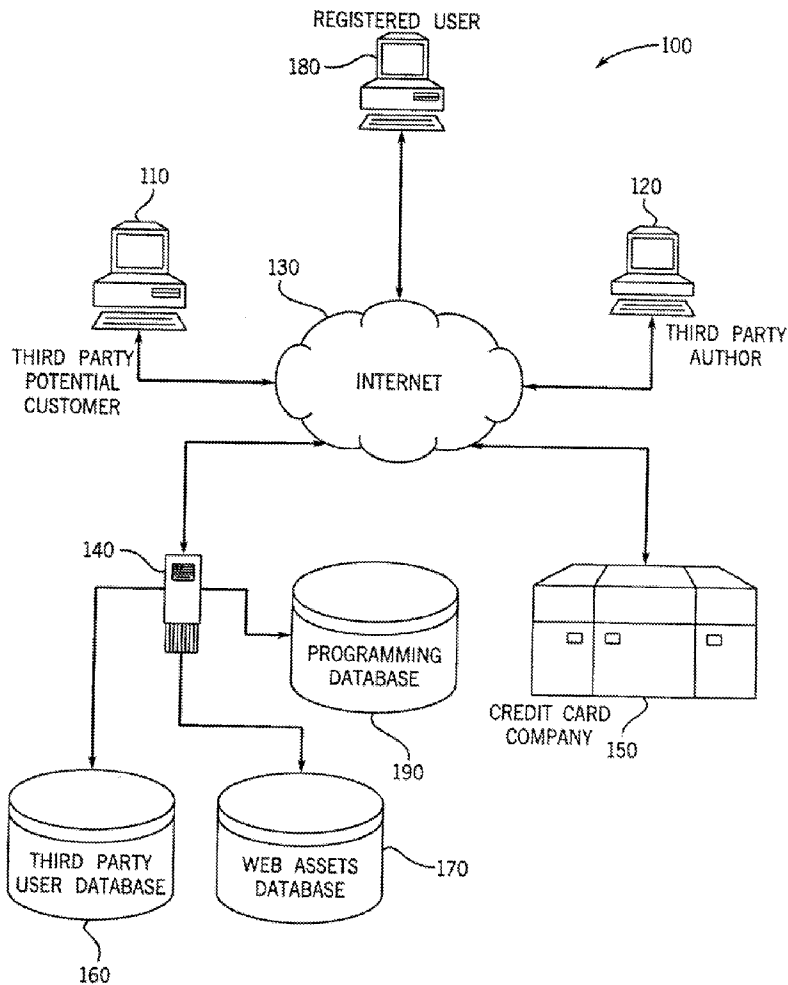 REGISTERED USER
180
100
110
120
130
THIRD PARTY
POTENTIAL
CUSTOMER
INTERNET
THIRD PARTY
AUTHOR
140
PROGRAMMING
DATABASE
190
CREDIT CARD
COMPANY
150
THIRD PARTY
USER DATABASE
160
WEB ASSETS
DATABASE
170